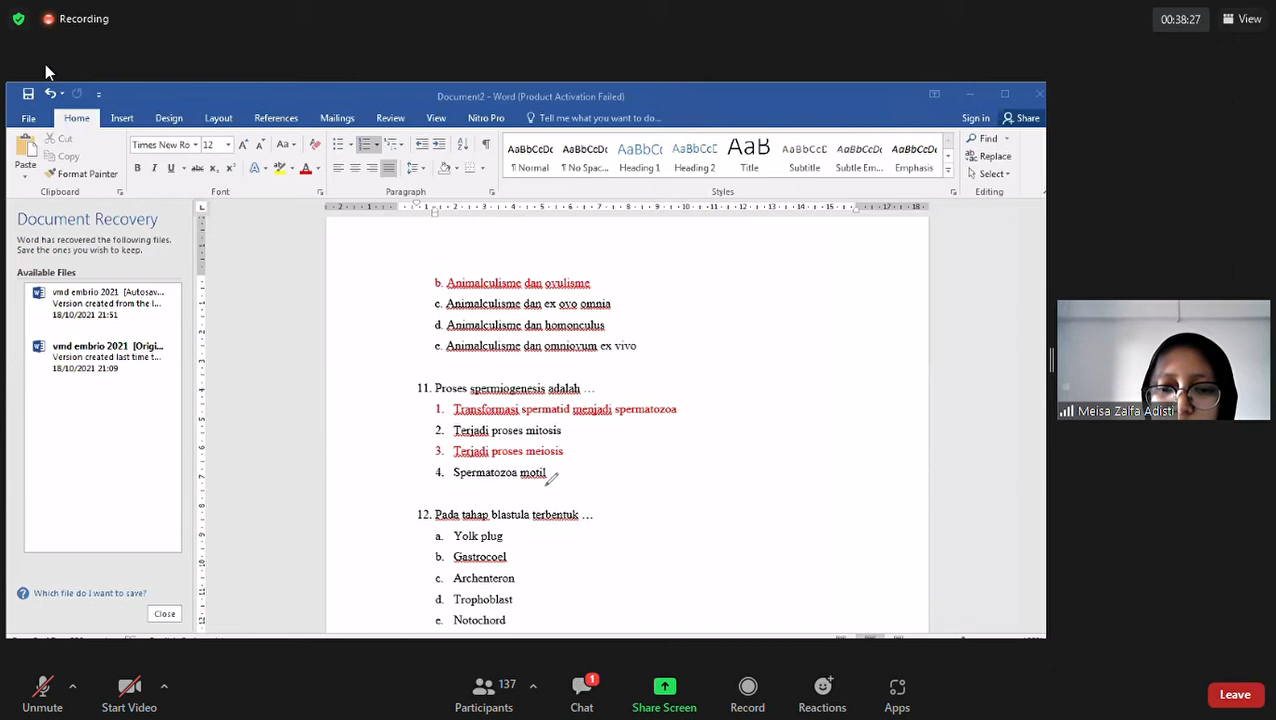 Recording
00:38:27
View
Document2 - Word (Product Activation Failed)
File Home Insert Design Layout References Mailings Review View Nitro Pro Tell me what you want to do... Sign in Share
Paste
Cut
Copy
Format Painter
Clipboard
Times New Ro 12
Font
Paragraph
AaBbCcDc AaBbCcDc AaBbCc AaBbCcC AaB AaBbCcC AaBbCcDc AaBbCcDc
¶ Normal ¶ No Spac... Heading 1 Heading 2 Title Subtitle Subtle Em... Emphasis
Styles
Find
Replace
Select
Editing
Document Recovery
Word has recovered the following files.
Save the ones you wish to keep.
Available Files
vmd embrio 2021 [Autosav...
Version created from the l...
18/10/2021 21:51
vmd embrio 2021 [Origi...
Version created last time t...
18/10/2021 21:09
Which file do I want to save?
Close
b. Animalculisme dan ovulisme
c. Animalculisme dan ex ovo omnia
d. Animalculisme dan homonculus
e. Animalculisme dan omniovum ex vivo
11. Proses spermiogenesis adalah …
1. Transformasi spermatid menjadi spermatozoa
2. Terjadi proses mitosis
3. Terjadi proses meiosis
4. Spermatozoa motil
12. Pada tahap blastula terbentuk …
a. Yolk plug
b. Gastrocoel
c. Archenteron
d. Trophoblast
e. Notochord
Meisa Zalfa Adisti
Unmute
Start Video
137
Participants
1
Chat
Share Screen
Record
Reactions
Apps
Leave